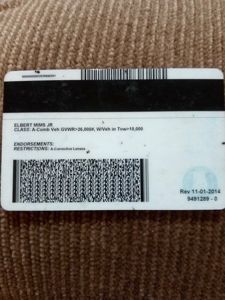 ELBERT MIMS JR
CLASS: A-Comb Veh GVWR>26,000#, W/Veh in Tow>10,000
ENDORSEMENTS:
RESTRICTIONS: A-Corrective Lenses
Rev 11-01-2014
9491289 - 0